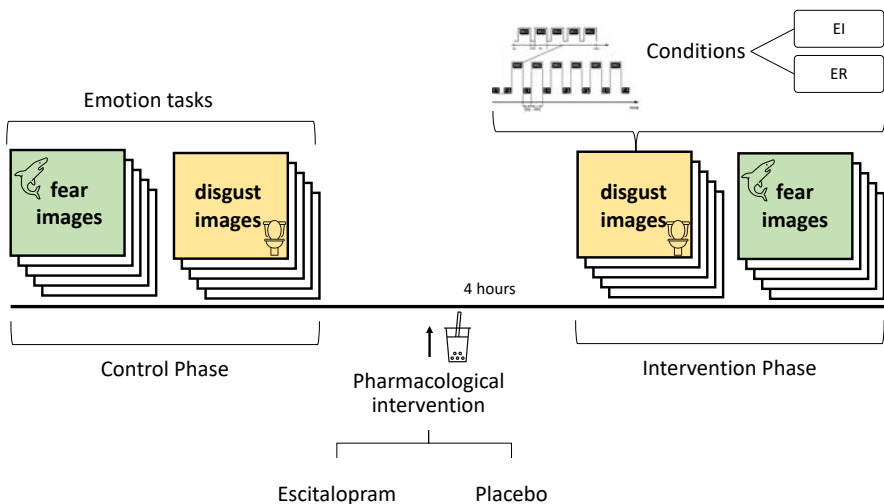 Conditions
EI
ER
Emotion tasks
fear
images
disgust
images
disgust
images
fear
images
4 hours
Control Phase
Intervention Phase
Pharmacological
intervention
Escitalopram
Placebo